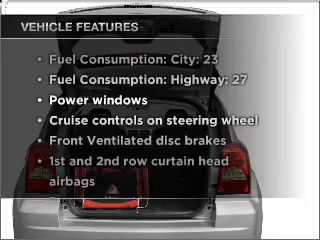 VEHICLE FEATURES
• Fuel Consumption: City: 23
• Fuel Consumption: Highway: 27
• Power windows
• Cruise controls on steering wheel
• Front Ventilated disc brakes
• 1st and 2nd row curtain head
airbags